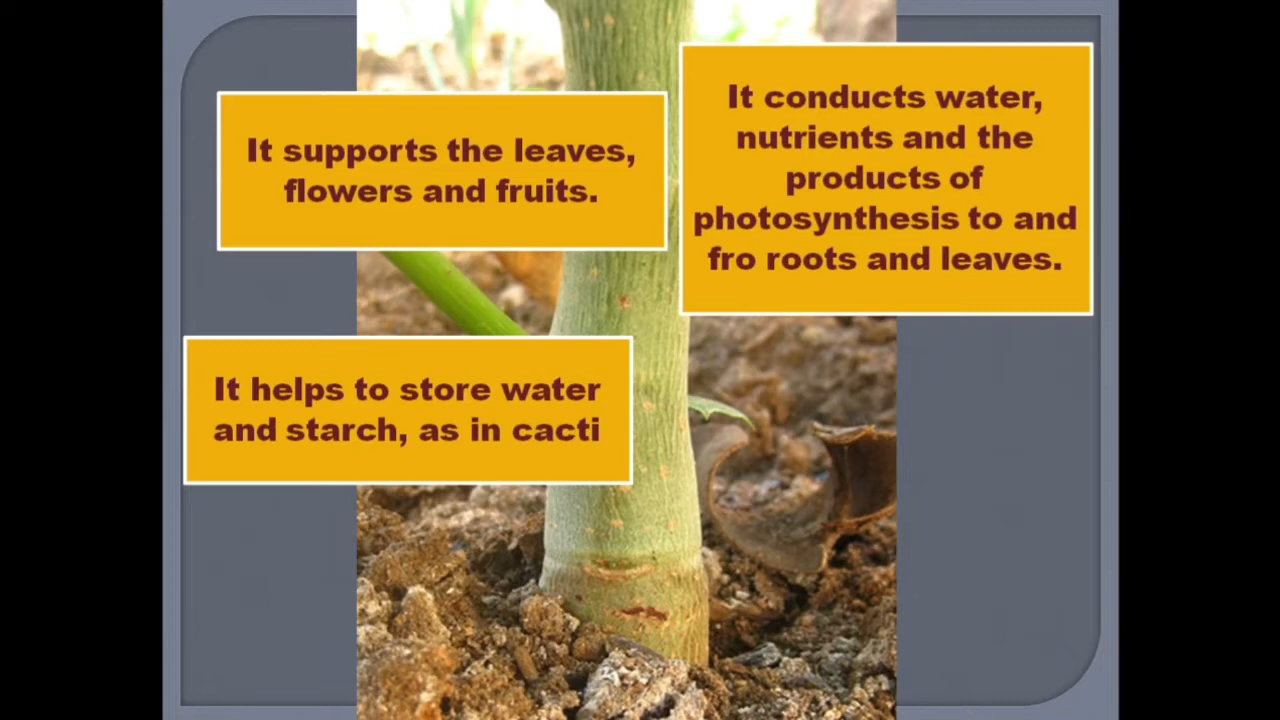 It supports the leaves,
flowers and fruits.
It conducts water,
nutrients and the
products of
photosynthesis to and
fro roots and leaves.
It helps to store water
and starch, as in cacti